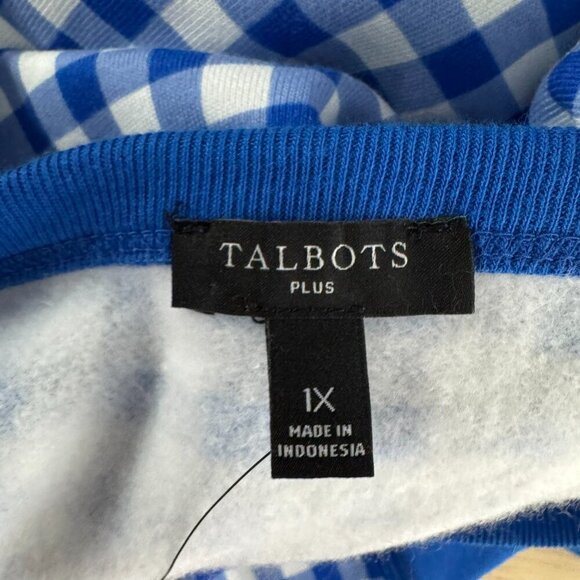 TALBOTS
PLUS
1X
MADE IN
INDONESIA